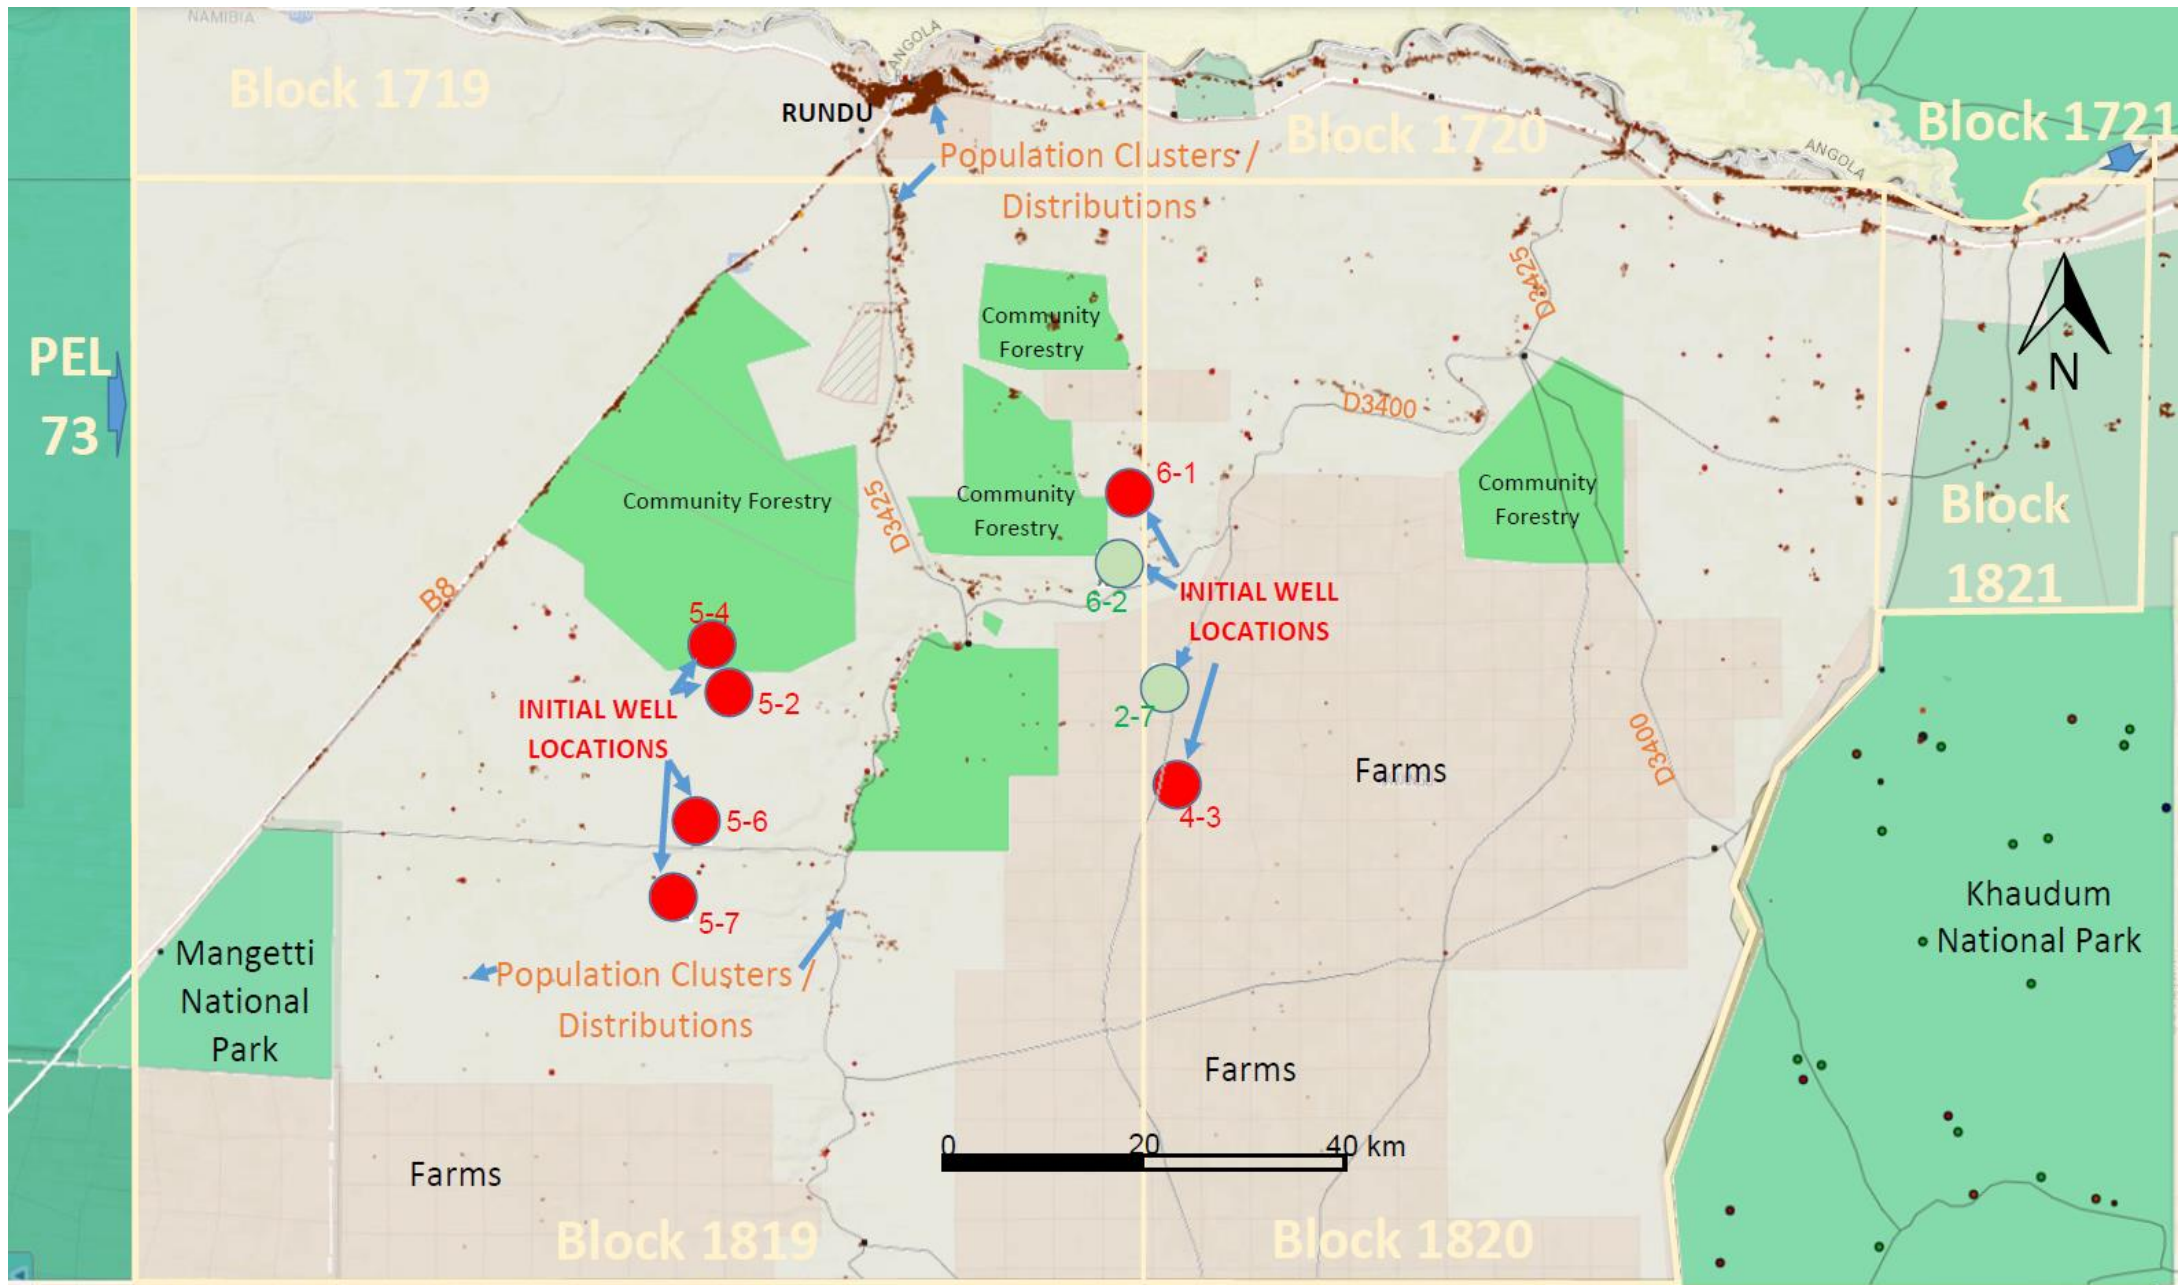 NAMIBIA
ANGOLA
Block 1719
RUNDU
Block 1720
Block 1721
ANGOLA
Population Clusters /
Distributions
D3425
Community
Forestry
PEL
73
N
D3400
6-1
Community Forestry
D3425
Community
Forestry
Community
Forestry
Block
1821
B8
6-2
INITIAL WELL
LOCATIONS
5-4
5-2
INITIAL WELL
LOCATIONS
2-7
D3400
Farms
4-3
5-6
5-7
Khaudum
National Park
Mangetti
National
Park
Population Clusters /
Distributions
Farms
0 20 40 km
Farms
Block 1819
Block 1820